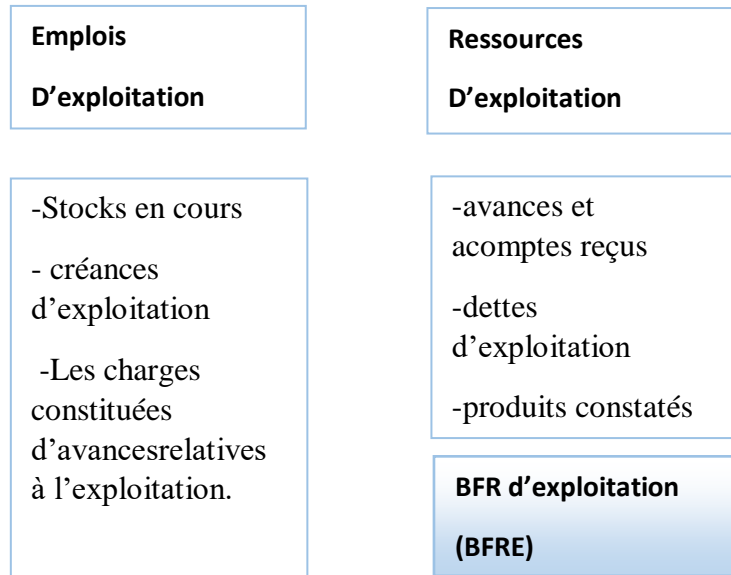 Emplois
D'exploitation
Ressources
D'exploitation
-Stocks en cours
- créances
d'exploitation
-Les charges
constituées
d'avancesrelatives
à l'exploitation.
-avances et
acomptes reçus
-dettes
d'exploitation
-produits constatés
BFR d'exploitation
(BFRE)